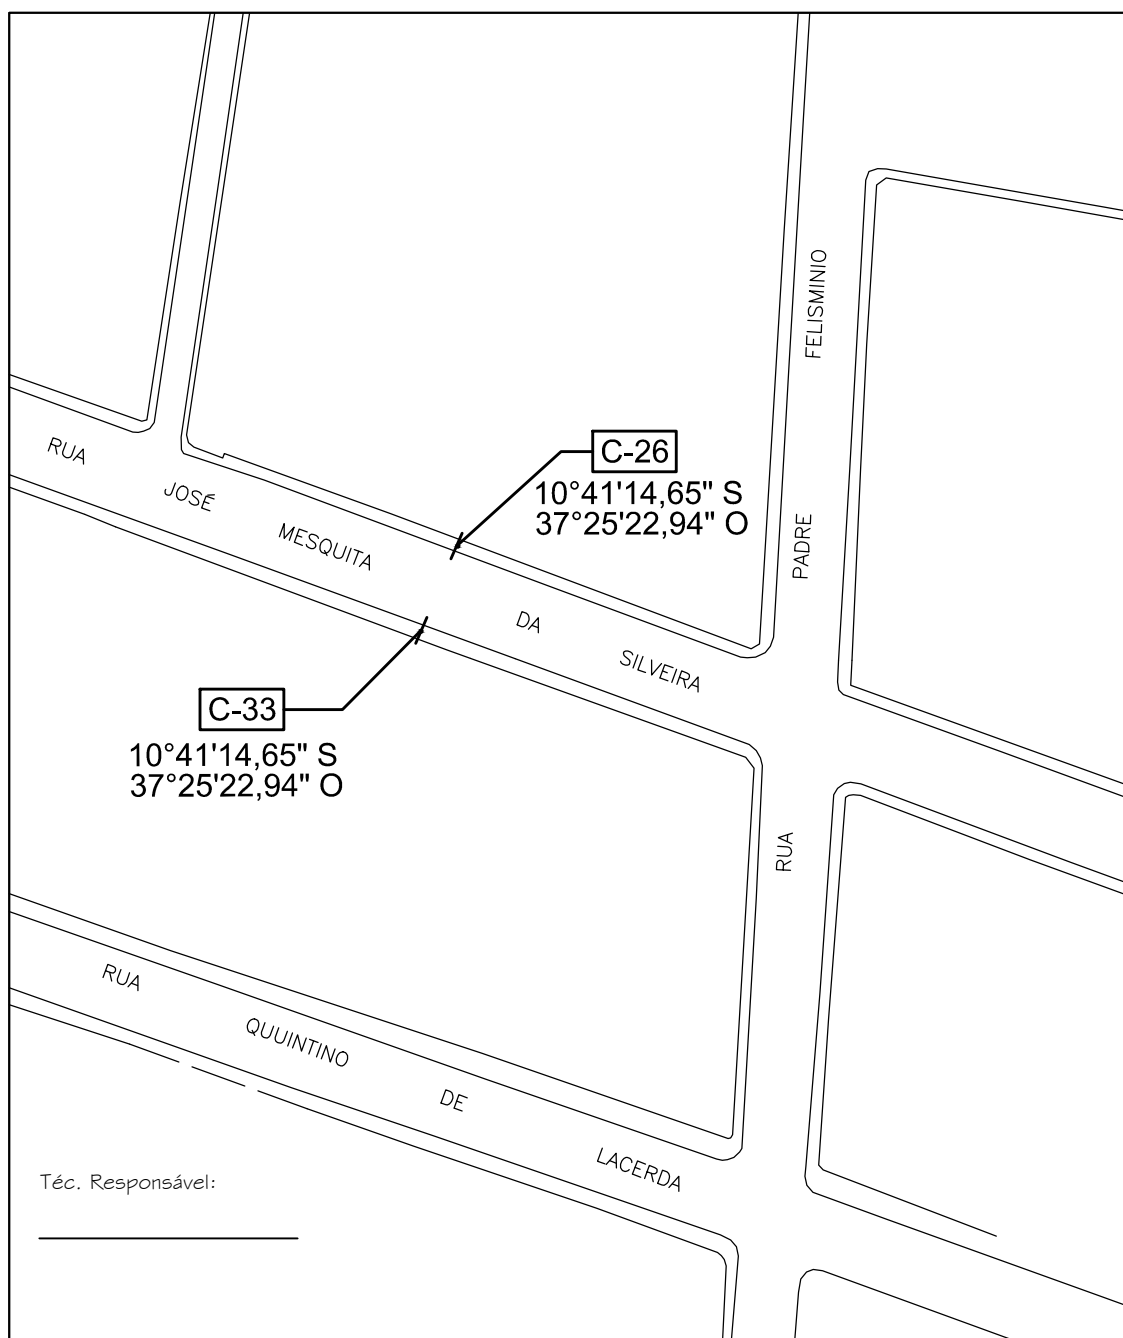 FELISMINIO
PADRE
RUA
C-26
10°41'14,65" S
37°25'22,94" O
RUA JOSÉ MESQUITA DA SILVEIRA
C-33
10°41'14,65" S
37°25'22,94" O
RUA QUUINTINO DE LACERDA
Téc. Responsável: